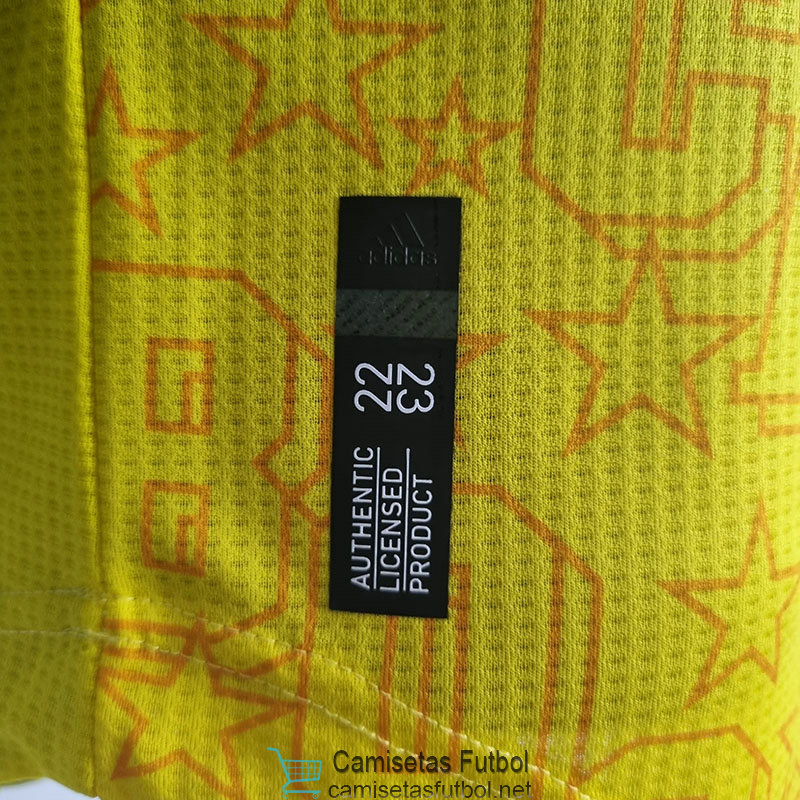 adidas
22
23
AUTHENTIC
LICENSED
PRODUCT
Camisetas Futbol
camisetasfutbol.net